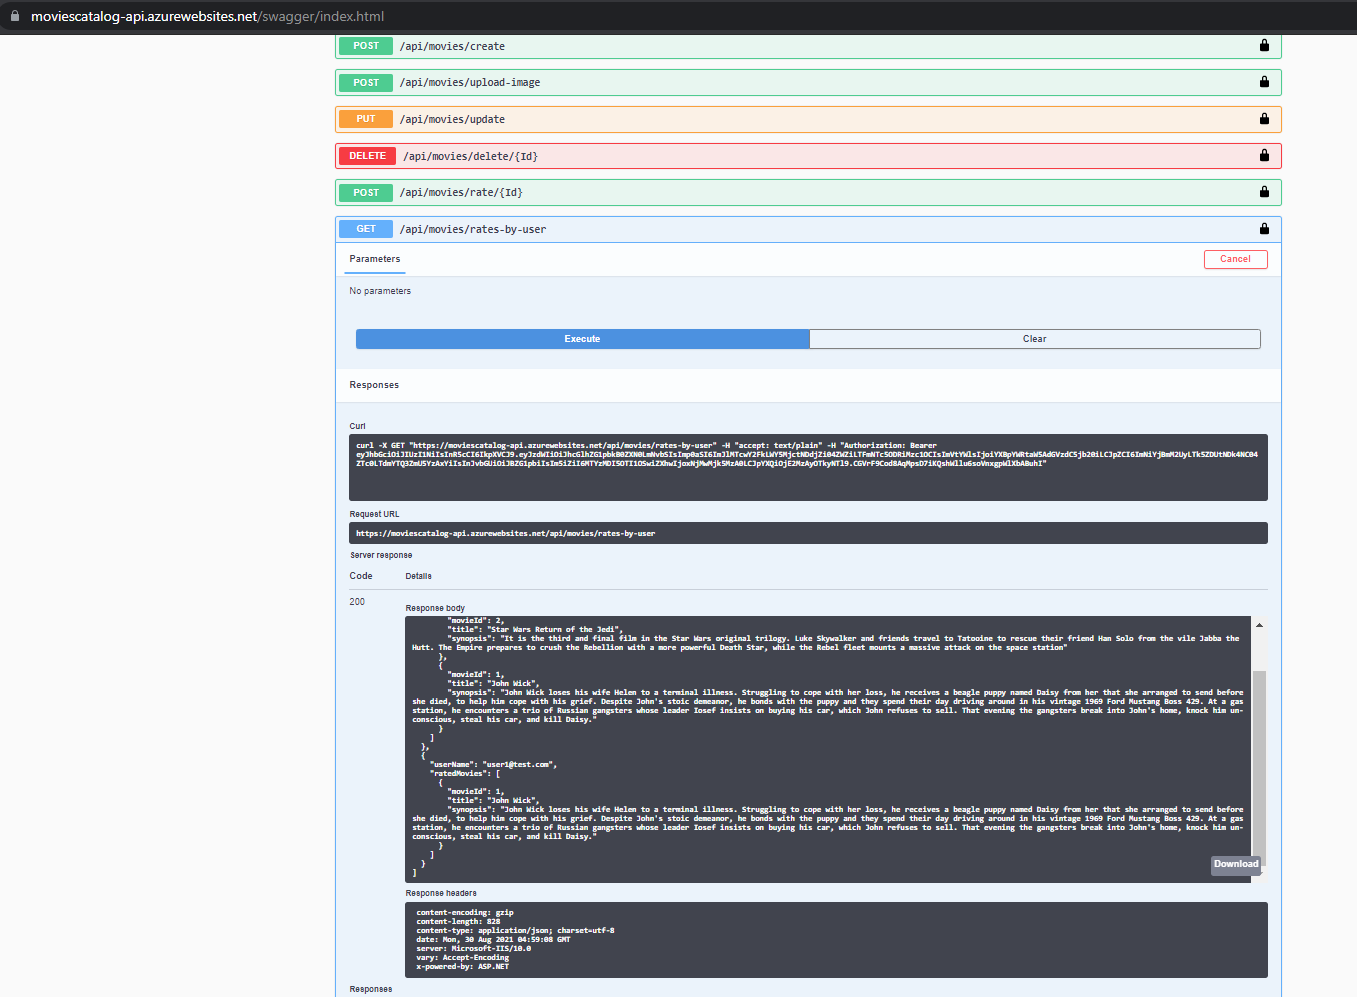 moviescatalog-api.azurewebsites.net/swagger/index.html
POST /api/movies/create
POST /api/movies/upload-image
PUT /api/movies/update
DELETE /api/movies/delete/{Id}
POST /api/movies/rate/{Id}
GET /api/movies/rates-by-user
Parameters
Cancel
No parameters
Execute
Clear
Responses
Curl
curl -X GET "https://moviescatalog-api.azurewebsites.net/api/movies/rates-by-user" -H "accept: text/plain" -H "Authorization: Bearer
Request URL
https://moviescatalog-api.azurewebsites.net/api/movies/rates-by-user
Server response
Code Details
200
Response body
"movieId": 2,
"title": "Star Wars Return of the Jedi",
"synopsis": "It is the third and final film in the Star Wars original trilogy. Luke Skywalker and friends travel to Tatooine to rescue their friend Han Solo from the vile Jabba the
Hutt. The Empire prepares to crush the Rebellion with a more powerful Death Star, while the Rebel fleet mounts a massive attack on the space station"
},
{
"movieId": 1,
"title": "John Wick",
"synopsis": "John Wick loses his wife Helen to a terminal illness. Struggling to cope with her loss, he receives a beagle puppy named Daisy from her that she arranged to send before
she died, to help him cope with his grief. Despite John's stoic demeanor, he bonds with the puppy and they spend their day driving around in his vintage 1969 Ford Mustang Boss 429. At a gas
station, he encounters a trio of Russian gangsters whose leader Iosef insists on buying his car, which John refuses to sell. That evening the gangsters break into John's home, knock him un-
conscious, steal his car, and kill Daisy."
}
]
},
{
"userName": "user1@test.com",
"ratedMovies": [
{
"movieId": 1,
"title": "John Wick",
"synopsis": "John Wick loses his wife Helen to a terminal illness. Struggling to cope with her loss, he receives a beagle puppy named Daisy from her that she arranged to send before
she died, to help him cope with his grief. Despite John's stoic demeanor, he bonds with the puppy and they spend their day driving around in his vintage 1969 Ford Mustang Boss 429. At a gas
station, he encounters a trio of Russian gangsters whose leader Iosef insists on buying his car, which John refuses to sell. That evening the gangsters break into John's home, knock him un-
conscious, steal his car, and kill Daisy."
}
]
}
]
Download
Response headers
content-encoding: gzip
content-length: 828
content-type: application/json; charset=utf-8
date: Mon, 30 Aug 2021 04:59:08 GMT
server: Microsoft-IIS/10.0
vary: Accept-Encoding
x-powered-by: ASP.NET
Responses